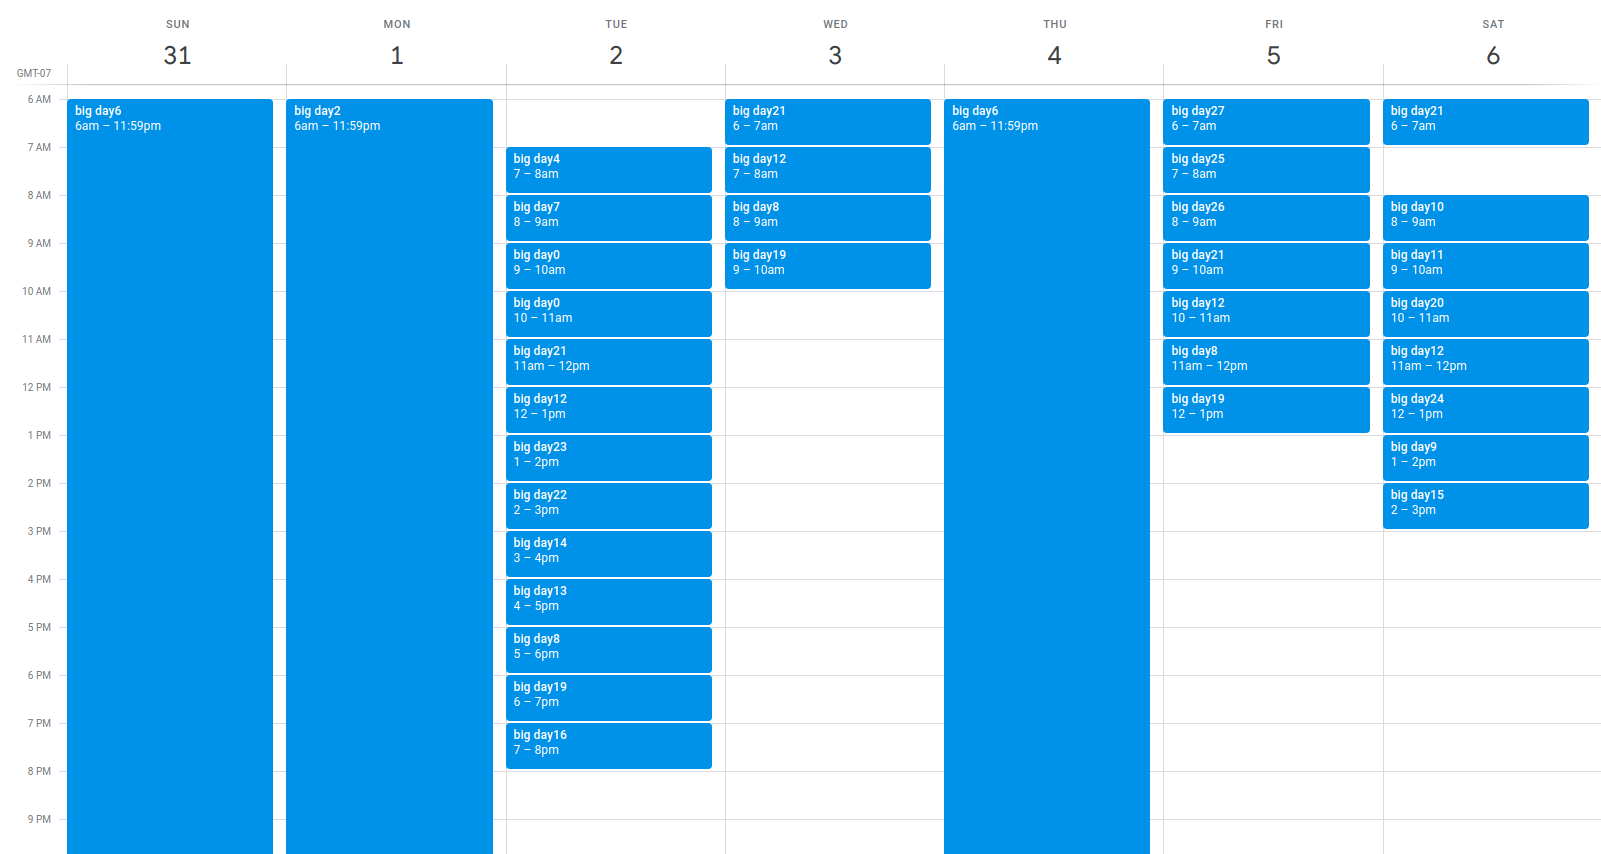 SUN MON TUE WED THU FRI SAT
31 1 2 3 4 5 6
GMT-07
6 AM
7 AM
8 AM
9 AM
10 AM
11 AM
12 PM
1 PM
2 PM
3 PM
4 PM
5 PM
6 PM
7 PM
8 PM
9 PM
big day6
6am – 11:59pm
big day2
6am – 11:59pm
big day4
7 – 8am
big day7
8 – 9am
big day0
9 – 10am
big day0
10 – 11am
big day21
11am – 12pm
big day12
12 – 1pm
big day23
1 – 2pm
big day22
2 – 3pm
big day14
3 – 4pm
big day13
4 – 5pm
big day8
5 – 6pm
big day19
6 – 7pm
big day16
7 – 8pm
big day21
6 – 7am
big day12
7 – 8am
big day8
8 – 9am
big day19
9 – 10am
big day6
6am – 11:59pm
big day27
6 – 7am
big day25
7 – 8am
big day26
8 – 9am
big day21
9 – 10am
big day12
10 – 11am
big day8
11am – 12pm
big day19
12 – 1pm
big day21
6 – 7am
big day10
8 – 9am
big day11
9 – 10am
big day20
10 – 11am
big day12
11am – 12pm
big day24
12 – 1pm
big day9
1 – 2pm
big day15
2 – 3pm